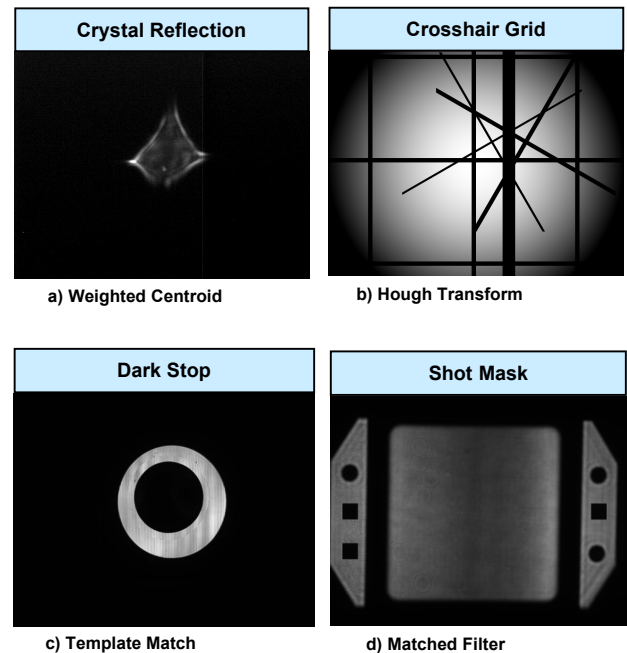 Crystal Reflection
Crosshair Grid
a) Weighted Centroid
b) Hough Transform
Dark Stop
Shot Mask
c) Template Match
d) Matched Filter